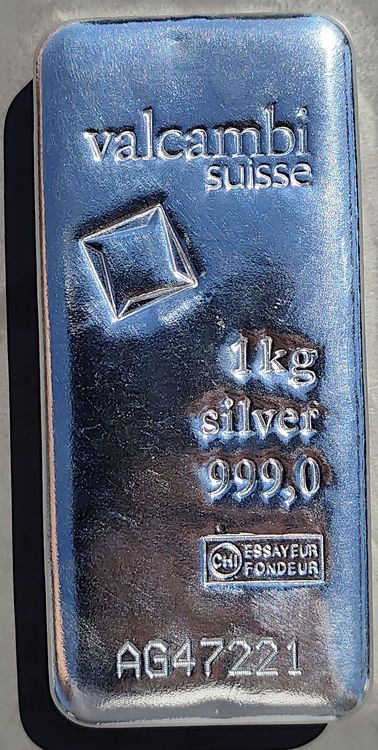 valcambi
suisse
1kg
silver
999,0
CHI ESSAYEUR
FONDEUR
AG47221